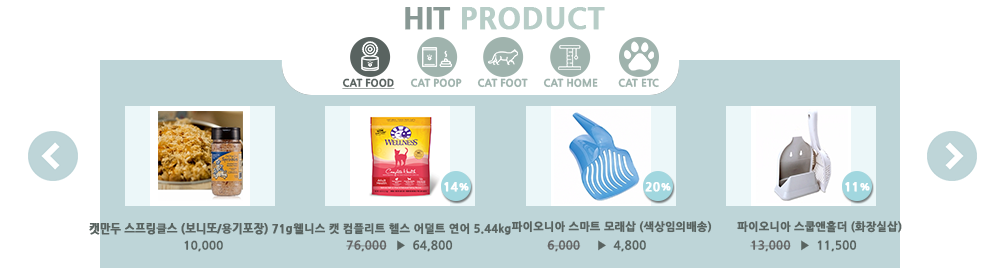 HIT PRODUCT
CAT FOOD
CAT POOP
CAT FOOT
CAT HOME
CAT ETC
WELLNESS
Complete Health
14%
20%
11%
캣만두 스프링클스 (보니또/용기포장) 71g
10,000
웰니스 캣 컴플리트 헬스 어덜트 연어 5.44kg
76,000 ▶ 64,800
파이오니아 스마트 모래삽 (색상임의배송)
6,000 ▶ 4,800
파이오니아 스쿱앤홀더 (화장실삽)
13,000 ▶ 11,500